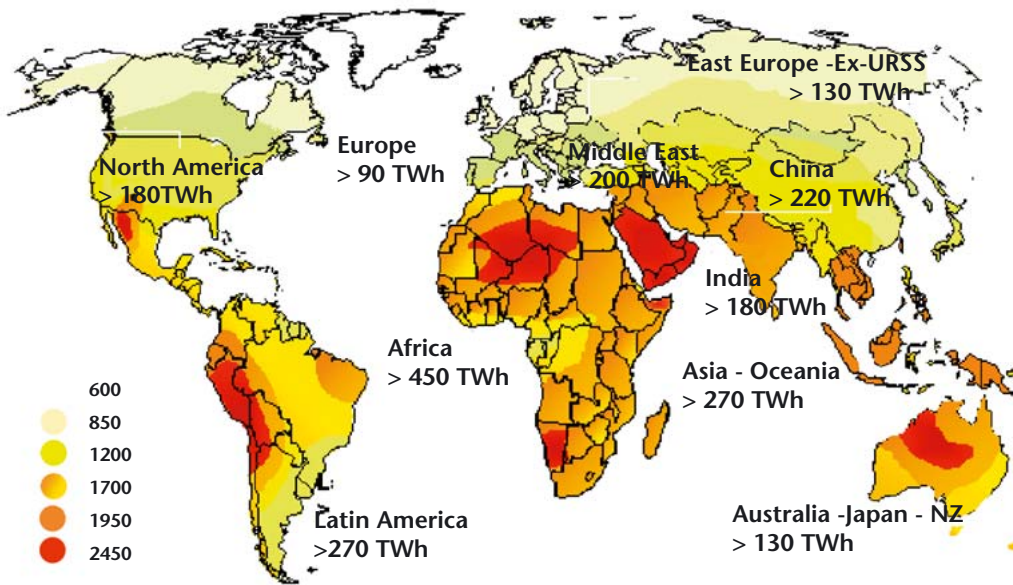 East Europe -Ex-URSS
> 130 TWh
Europe
> 90 TWh
Middle East
> 200 TWh
North America
> 180TWh
China
> 220 TWh
India
> 180 TWh
Africa
> 450 TWh
Asia - Oceania
> 270 TWh
600
850
1200
1700
1950
2450
Latin America
>270 TWh
Australia -Japan - NZ
> 130 TWh